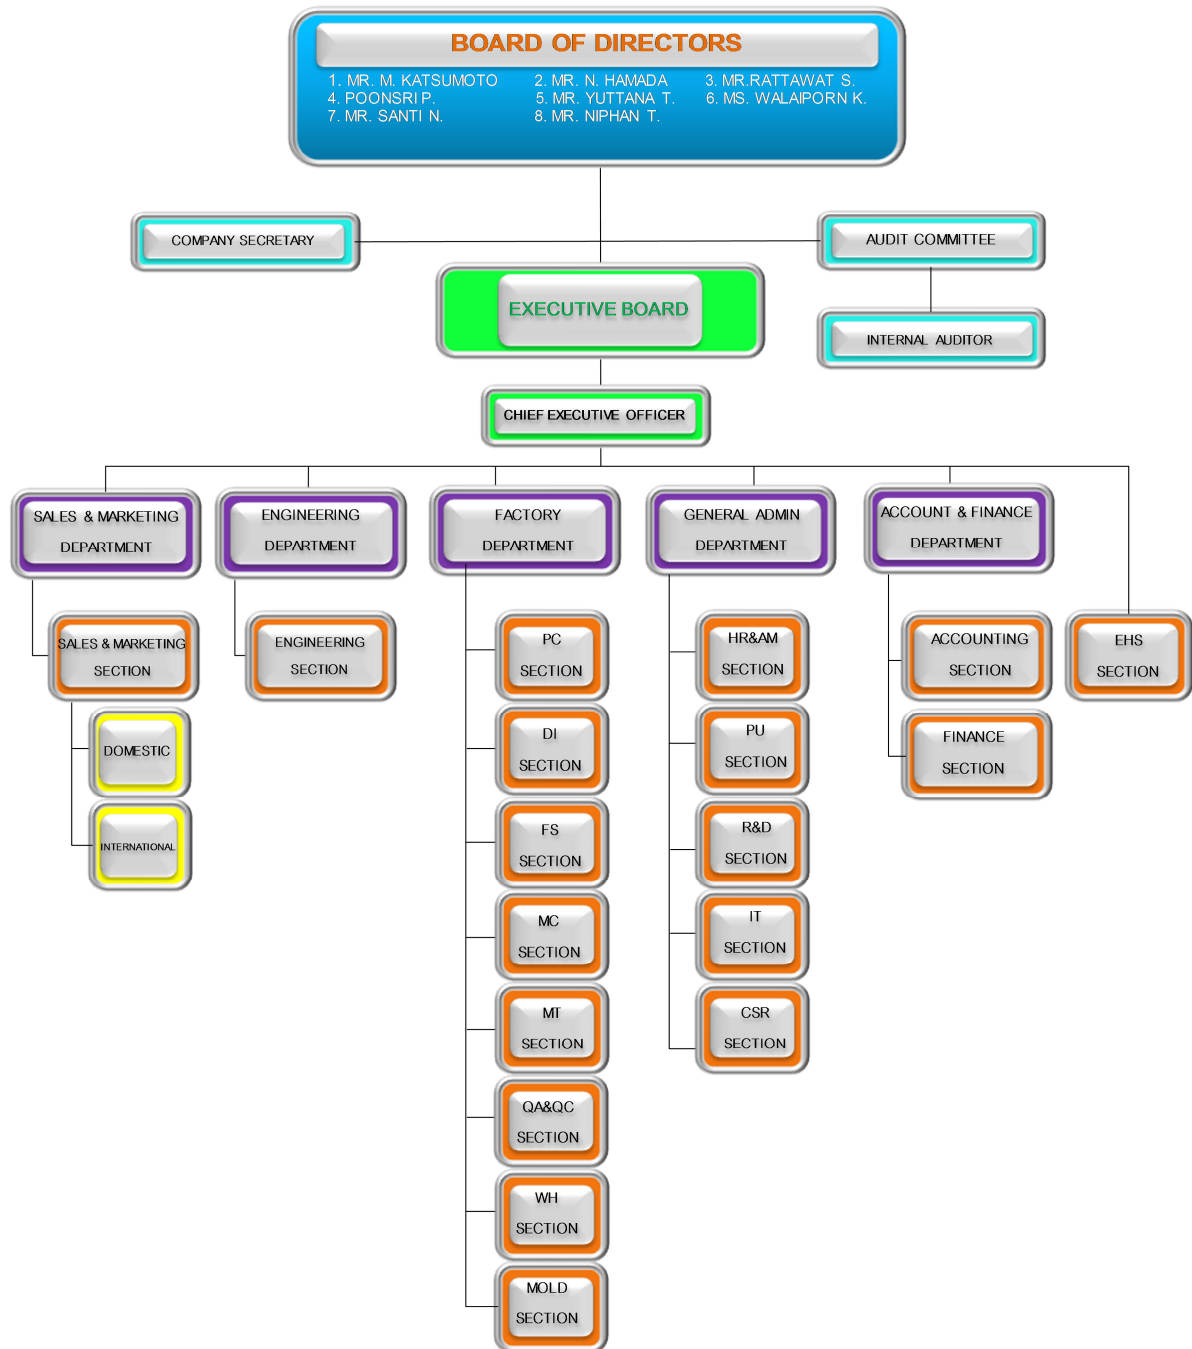 BOARD OF DIRECTORS
1. MR. M. KATSUMOTO 2. MR. N. HAMADA 3. MR.RATTAWAT S.
4. POONSRI P. 5. MR. YUTTANA T. 6. MS. WALAIPORN K.
7. MR. SANTI N. 8. MR. NIPHAN T.
COMPANY SECRETARY
AUDIT COMMITTEE
EXECUTIVE BOARD
INTERNAL AUDITOR
CHIEF EXECUTIVE OFFICER
SALES & MARKETING
DEPARTMENT
ENGINEERING
DEPARTMENT
FACTORY
DEPARTMENT
GENERAL ADMIN
DEPARTMENT
ACCOUNT & FINANCE
DEPARTMENT
SALES & MARKETING
SECTION
DOMESTIC
INTERNATIONAL
ENGINEERING
SECTION
PC
SECTION
DI
SECTION
FS
SECTION
MC
SECTION
MT
SECTION
QA&QC
SECTION
WH
SECTION
MOLD
SECTION
HR&AM
SECTION
PU
SECTION
R&D
SECTION
IT
SECTION
CSR
SECTION
ACCOUNTING
SECTION
FINANCE
SECTION
EHS
SECTION